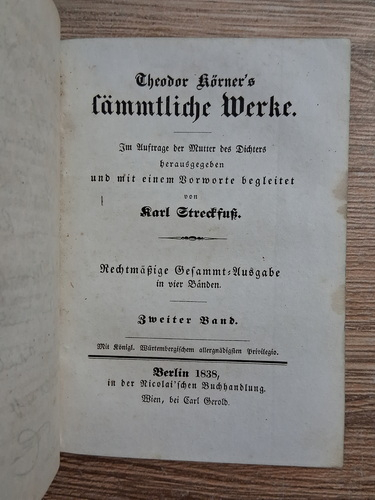 Theodor Körner's
sämmtliche Werke.
Im Auftrage der Mutter des Dichters
herausgegeben
und mit einem Vorworte begleitet
von
Karl Streckfuß.
Rechtmäßige Gesammt-Ausgabe
in vier Bänden.
Zweiter Band.
Mit Königl. Würtembergischem allergnädigsten Privilegio.
Berlin 1838,
in der Nicolai'schen Buchhandlung.
Wien, bei Carl Gerold.